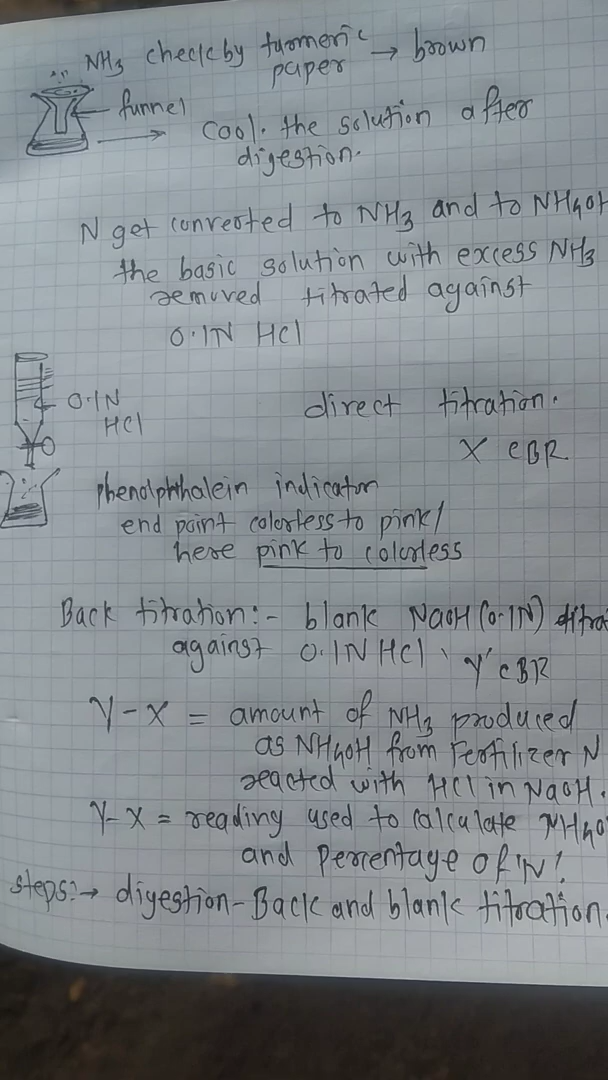 NH3 check by turmeric → brown
paper
funnel
cool. the solution after
digestion.
N get converted to NH3 and to NH4OH
the basic solution with excess NH3
removed titrated against
0.1N HCl
0.1N
HCl
direct titration.
X CBR
phenolphthalein indicator
end point colorless to pink/
here pink to colorless
Back titration:- blank NaOH (0.1N) titra
against 0.1N HCl. 'Y' CBR
Y-X = amount of NH3 produced
as NH4OH from Fertilizer N
reacted with HCl in NaOH.
Y-X = reading used to calculate NH4O
and percentage of 'N'.
steps:→ digestion-Back and blank titration.